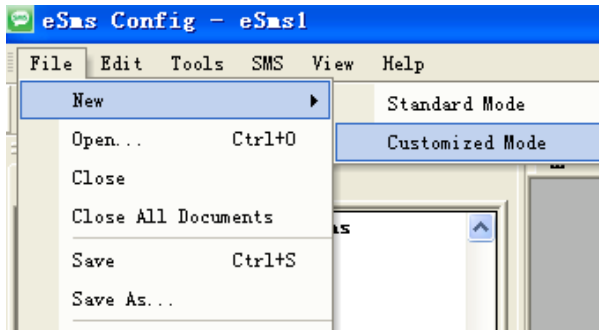 eSms Config - eSms1
File Edit Tools SMS View Help
New Standard Mode
Open... Ctrl+O Customized Mode
Close
Close All Documents
Save Ctrl+S
Save As...